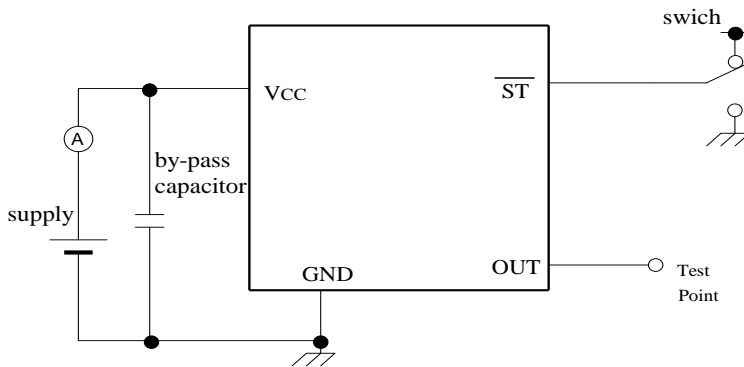 swich
VCC
ST
A
by-pass
capacitor
supply
GND
OUT
Test
Point